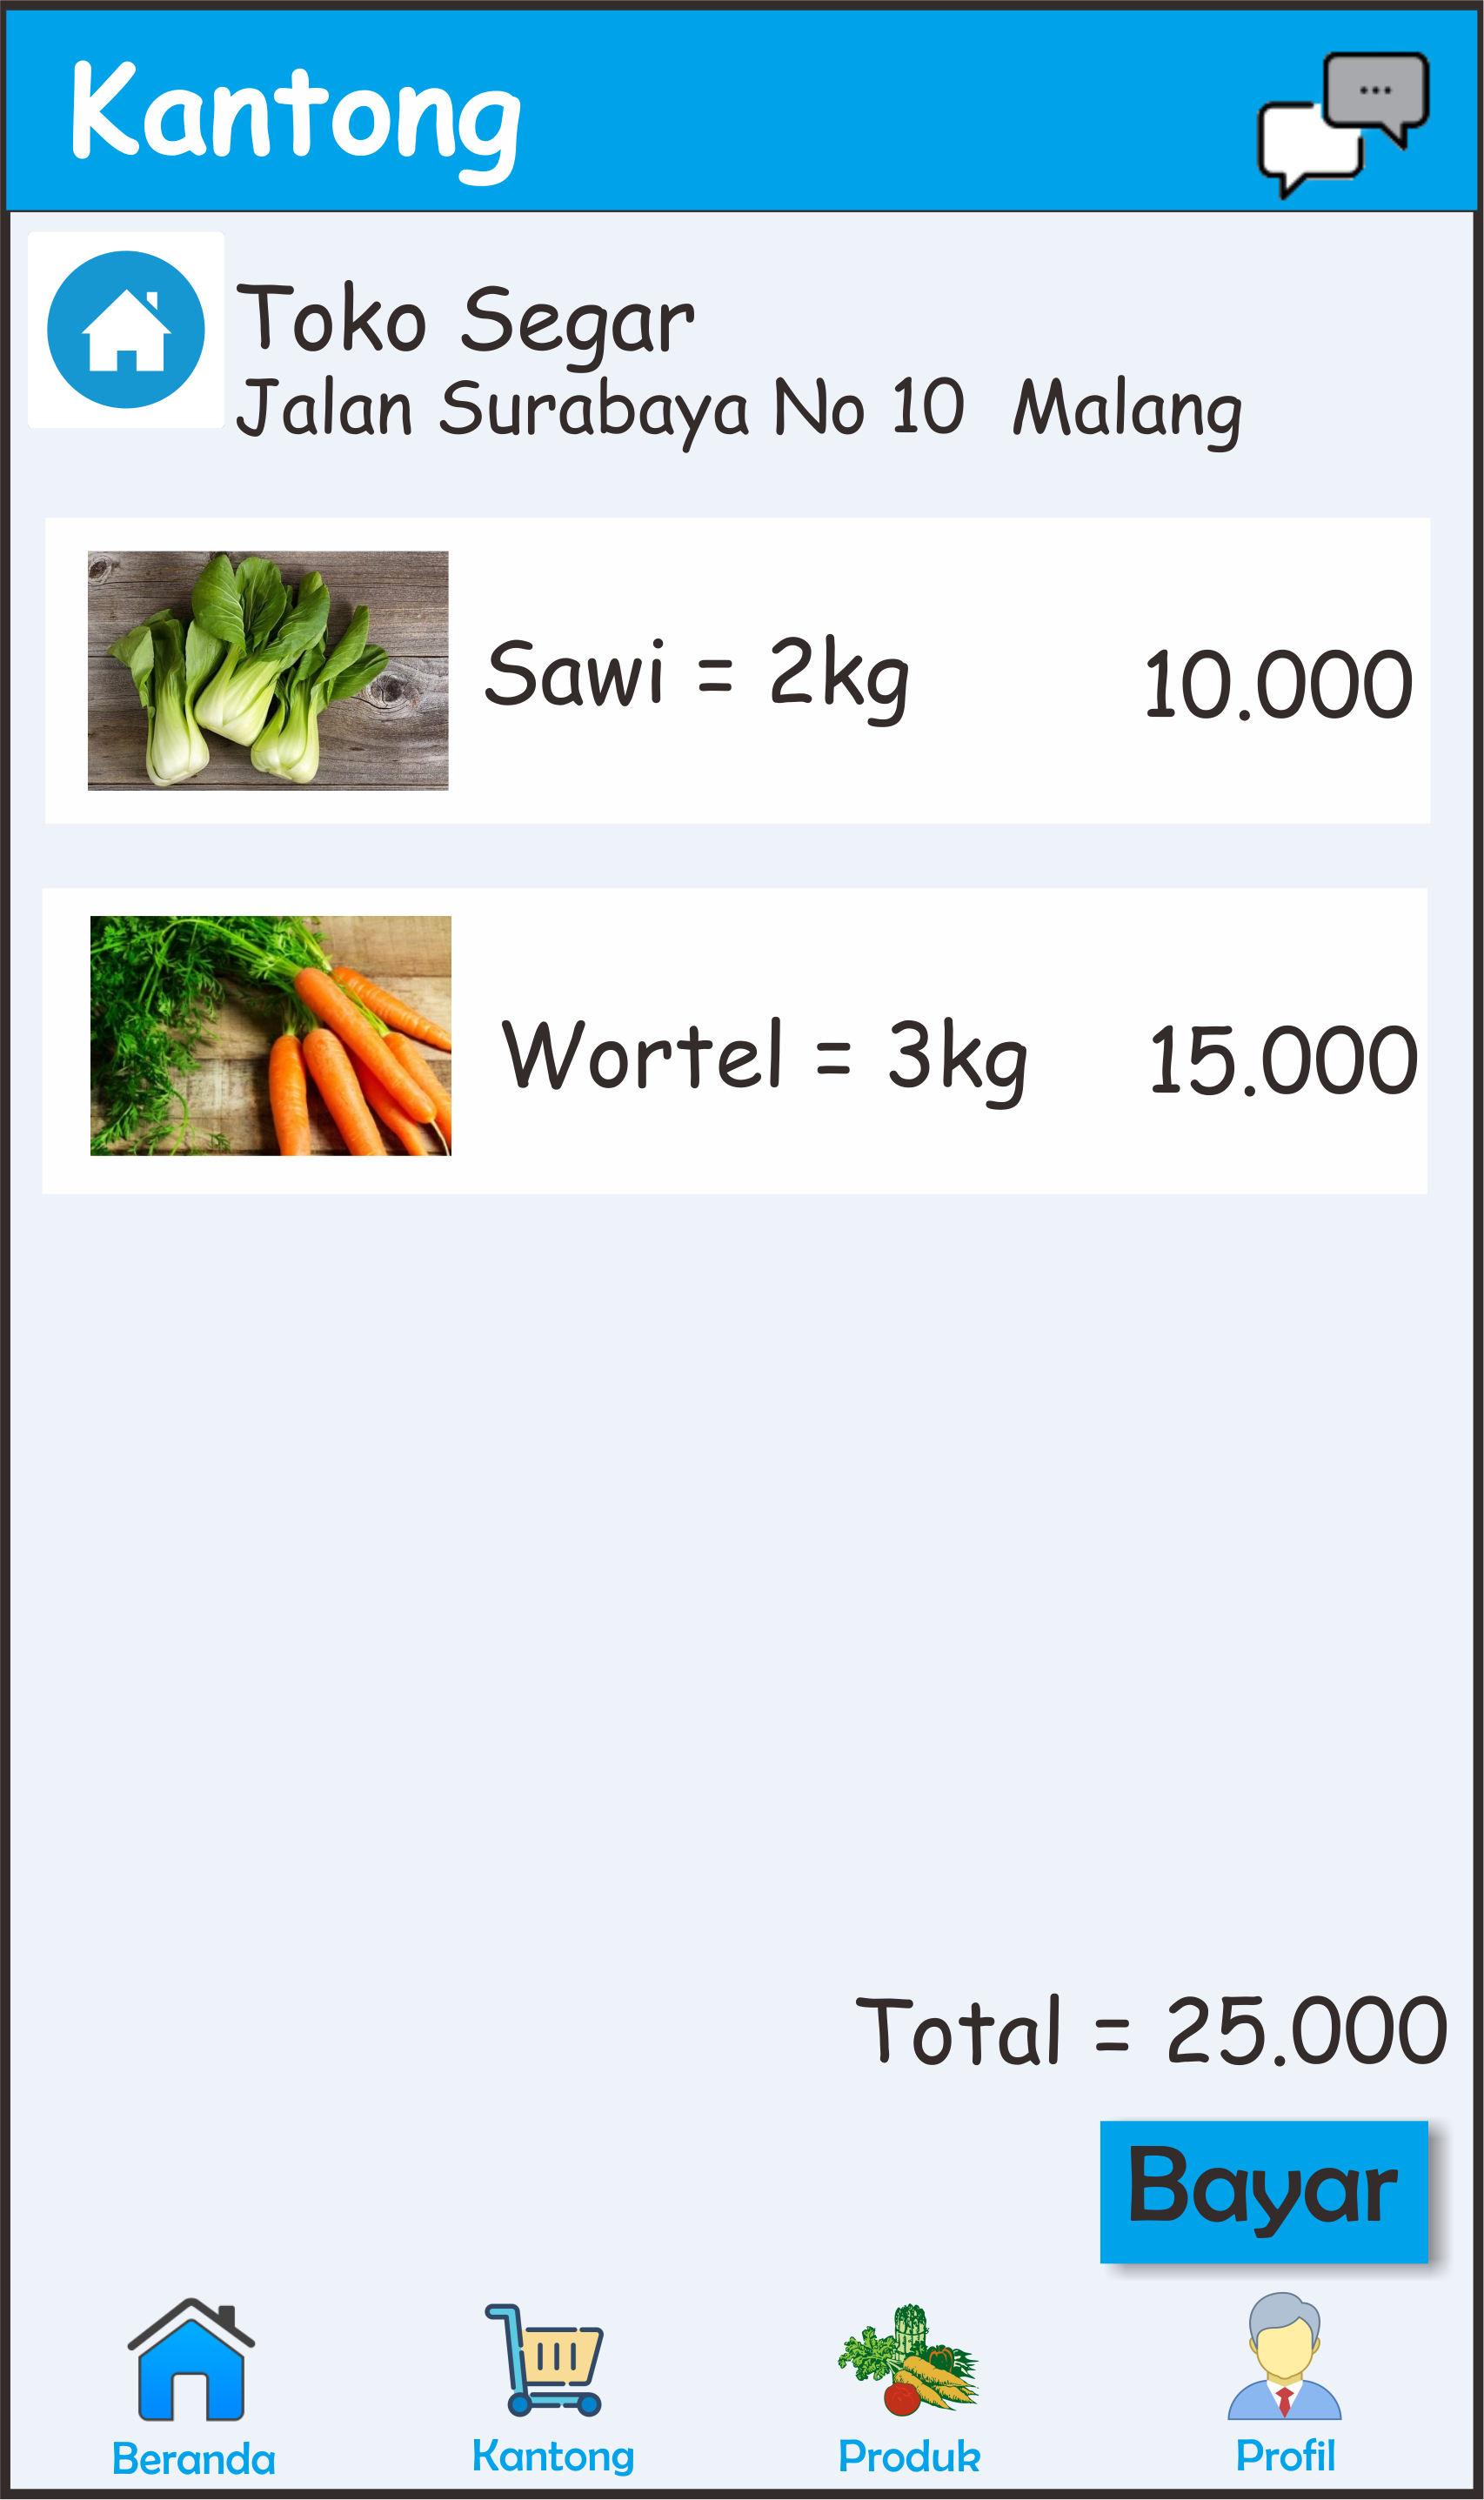 Kantong
Toko Segar
Jalan Surabaya No 10 Malang
Sawi = 2kg 10.000
Wortel = 3kg 15.000
Total = 25.000
Bayar
Beranda Kantong Produk Profil